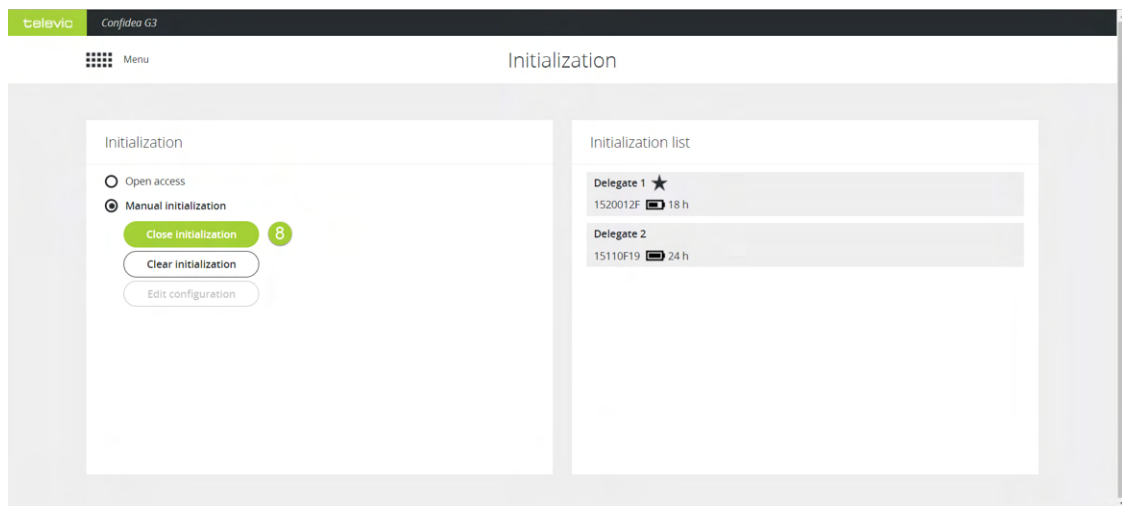 televic Confidea G3
Menu
Initialization
Initialization
Open access
Manual initialization
Close initialization 8
Clear initialization
Edit configuration
Initialization list
Delegate 1
1520012F 18 h
Delegate 2
15110F19 24 h